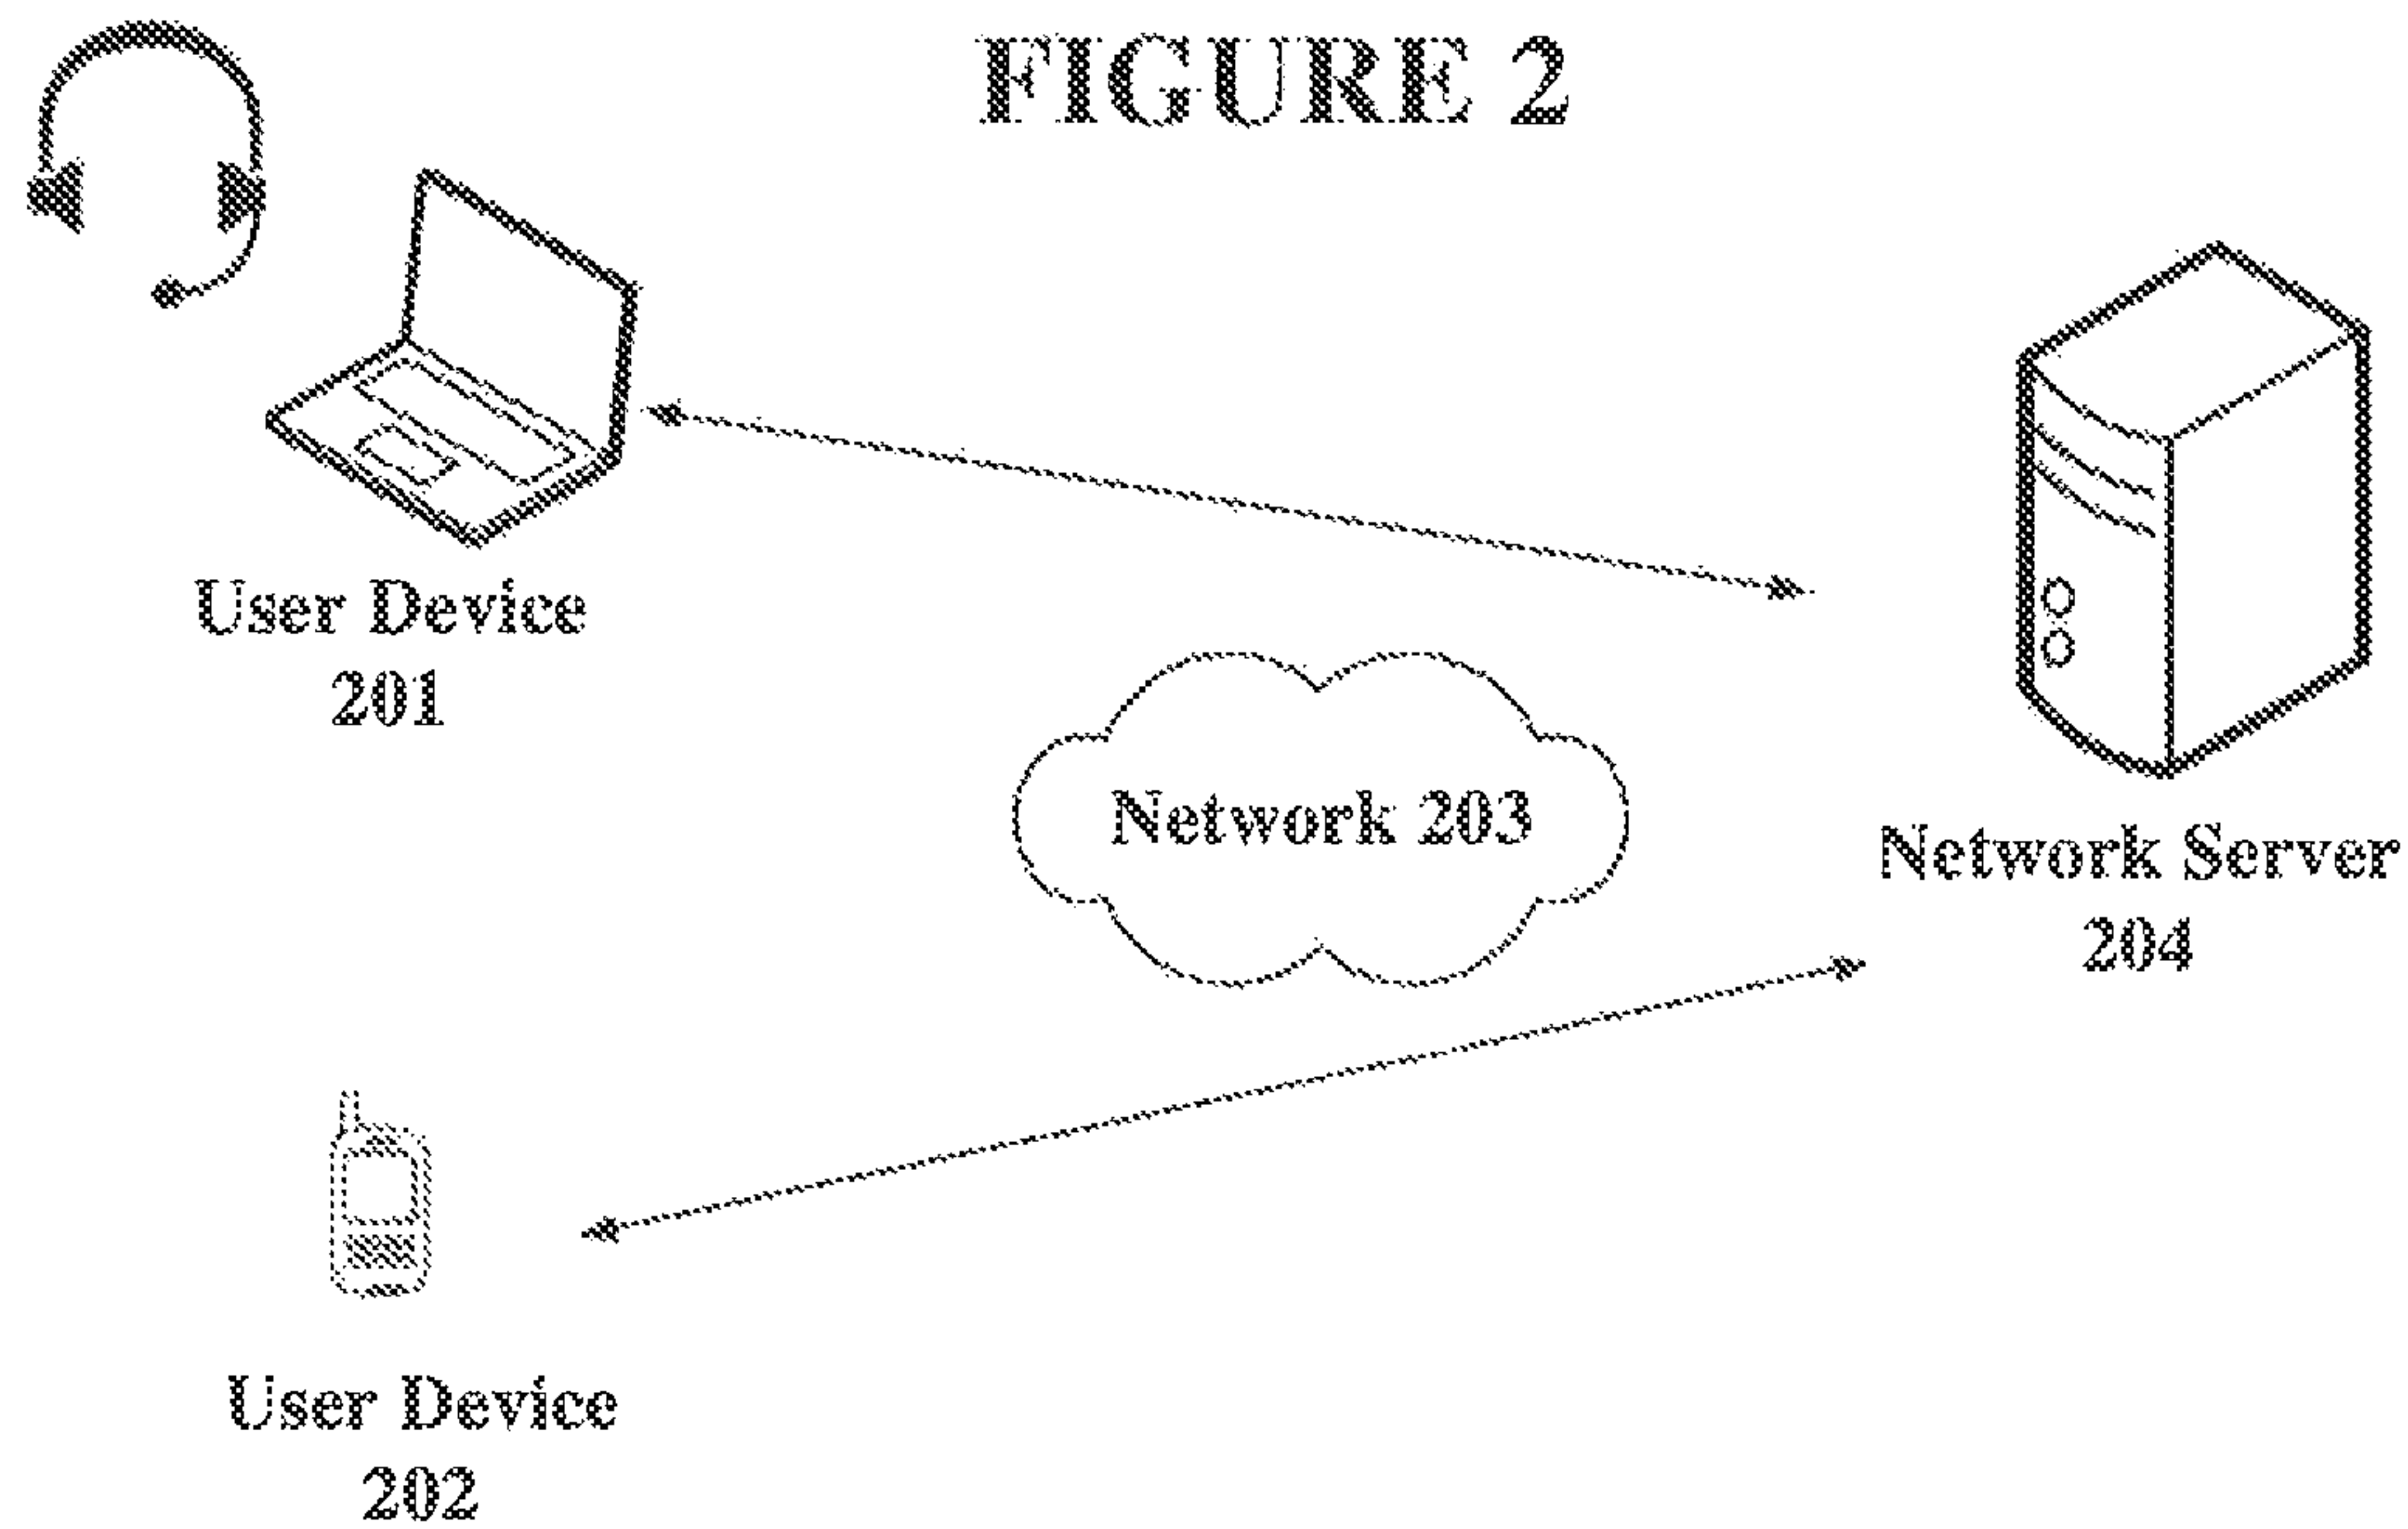 FIGURE 2
User Device
201
Network 203
Network Server
204
User Device
202